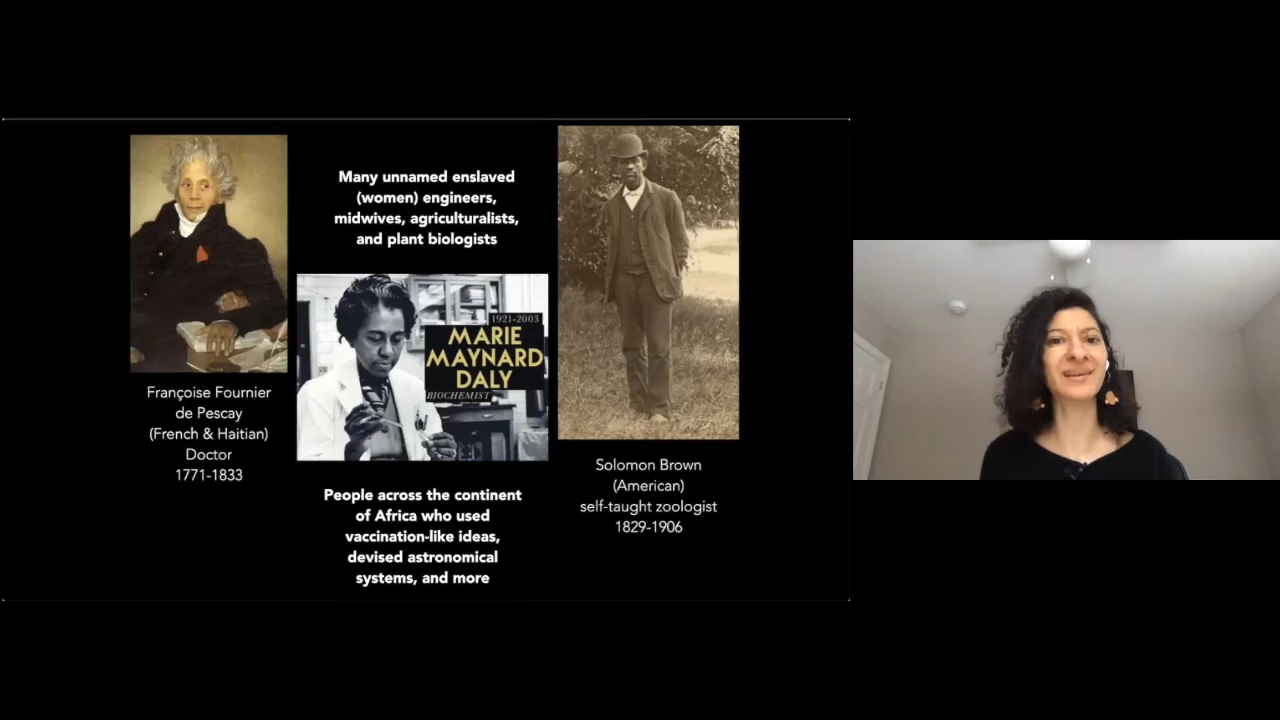 Many unnamed enslaved
(women) engineers,
midwives, agriculturalists,
and plant biologists
1921-2003
MARIE
MAYNARD
DALY
BIOCHEMIST
Françoise Fournier
de Pescay
(French & Haitian)
Doctor
1771-1833
Solomon Brown
(American)
self-taught zoologist
1829-1906
People across the continent
of Africa who used
vaccination-like ideas,
devised astronomical
systems, and more